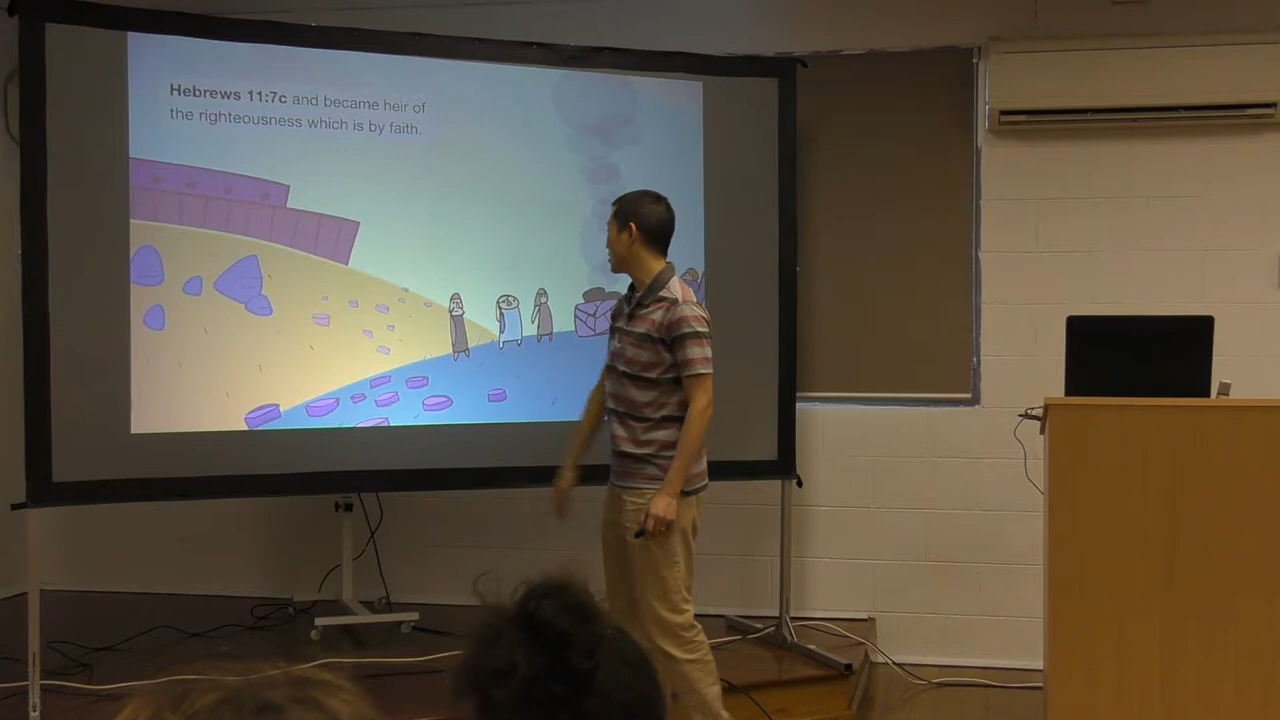 Hebrews 11:7c and became heir of
the righteousness which is by faith.